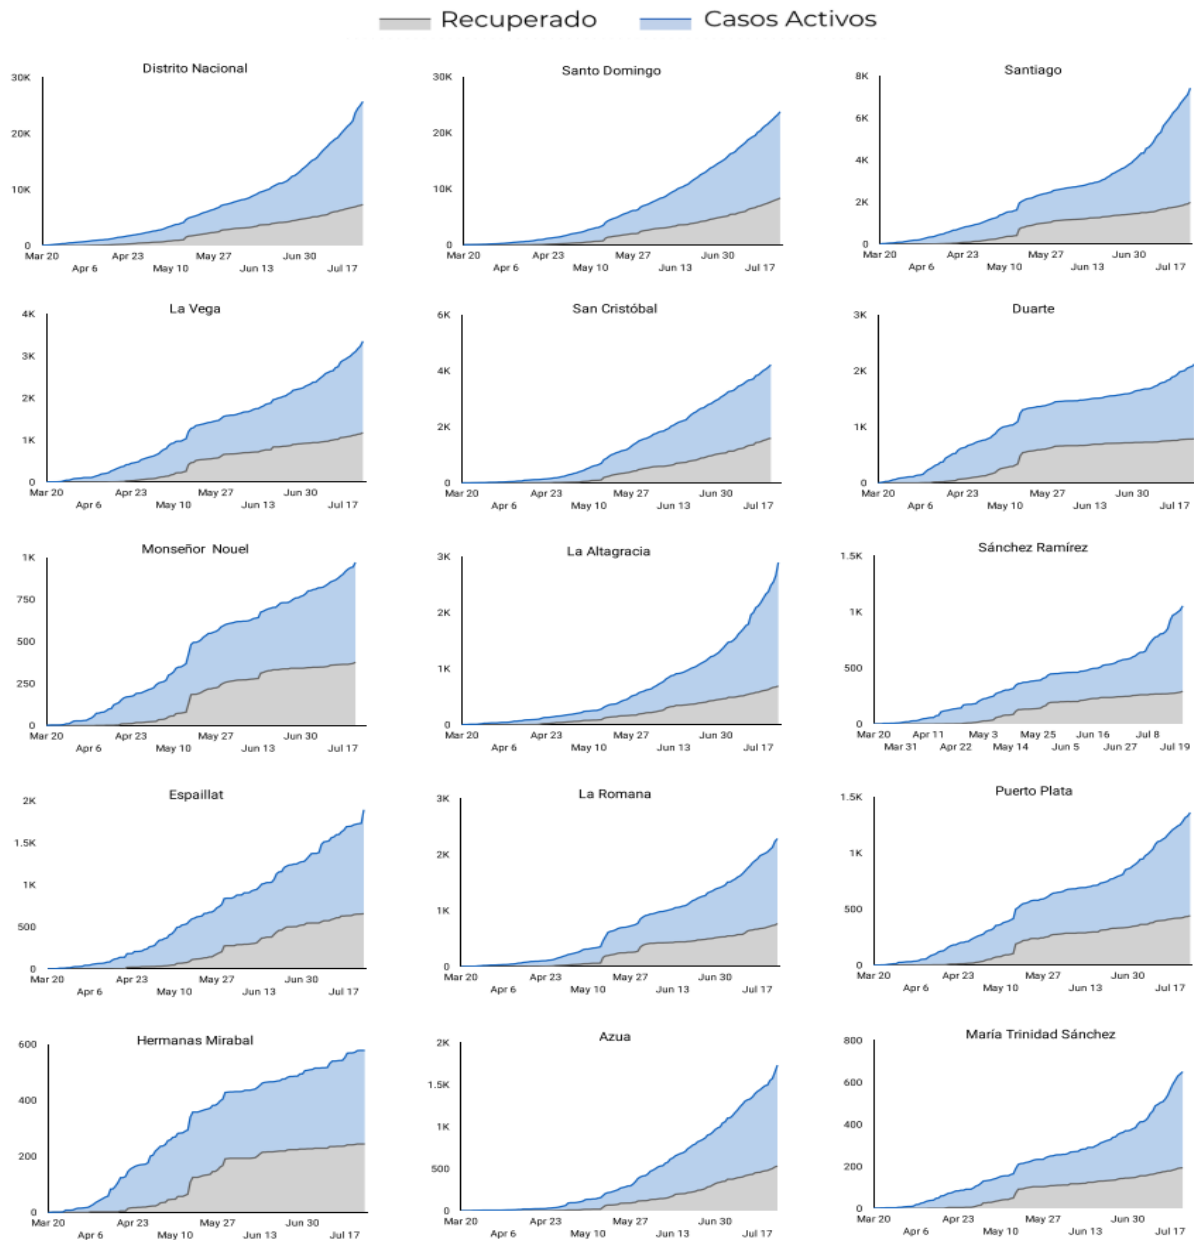 Recuperado Casos Activos
Distrito Nacional
30K
20K
10K
0
Mar 20 Apr 23 May 27 Jun 30
Apr 6 May 10 Jun 13 Jul 17
Santo Domingo
30K
20K
10K
0
Mar 20 Apr 23 May 27 Jun 30
Apr 6 May 10 Jun 13 Jul 17
Santiago
8K
6K
4K
2K
0
Mar 20 Apr 23 May 27 Jun 30
Apr 6 May 10 Jun 13 Jul 17
La Vega
4K
3K
2K
1K
0
Mar 20 Apr 23 May 27 Jun 30
Apr 6 May 10 Jun 13 Jul 17
San Cristóbal
6K
4K
2K
0
Mar 20 Apr 23 May 27 Jun 30
Apr 6 May 10 Jun 13 Jul 17
Duarte
3K
2K
1K
0
Mar 20 Apr 23 May 27 Jun 30
Apr 6 May 10 Jun 13 Jul 17
Monseñor Nouel
1K
750
500
250
0
Mar 20 Apr 23 May 27 Jun 30
Apr 6 May 10 Jun 13 Jul 17
La Altagracia
3K
2K
1K
0
Mar 20 Apr 23 May 27 Jun 30
Apr 6 May 10 Jun 13 Jul 17
Sánchez Ramírez
1.5K
1K
500
0
Mar 20 Apr 11 May 3 May 25 Jun 16 Jul 8
Mar 31 Apr 22 May 14 Jun 5 Jun 27 Jul 19
Espaillat
2K
1.5K
1K
500
0
Mar 20 Apr 23 May 27 Jun 30
Apr 6 May 10 Jun 13 Jul 17
La Romana
3K
2K
1K
0
Mar 20 Apr 23 May 27 Jun 30
Apr 6 May 10 Jun 13 Jul 17
Puerto Plata
1.5K
1K
500
0
Mar 20 Apr 23 May 27 Jun 30
Apr 6 May 10 Jun 13 Jul 17
Hermanas Mirabal
600
400
200
0
Mar 20 Apr 23 May 27 Jun 30
Apr 6 May 10 Jun 13 Jul 17
Azua
2K
1.5K
1K
500
0
Mar 20 Apr 23 May 27 Jun 30
Apr 6 May 10 Jun 13 Jul 17
María Trinidad Sánchez
800
600
400
200
0
Mar 20 Apr 23 May 27 Jun 30
Apr 6 May 10 Jun 13 Jul 17